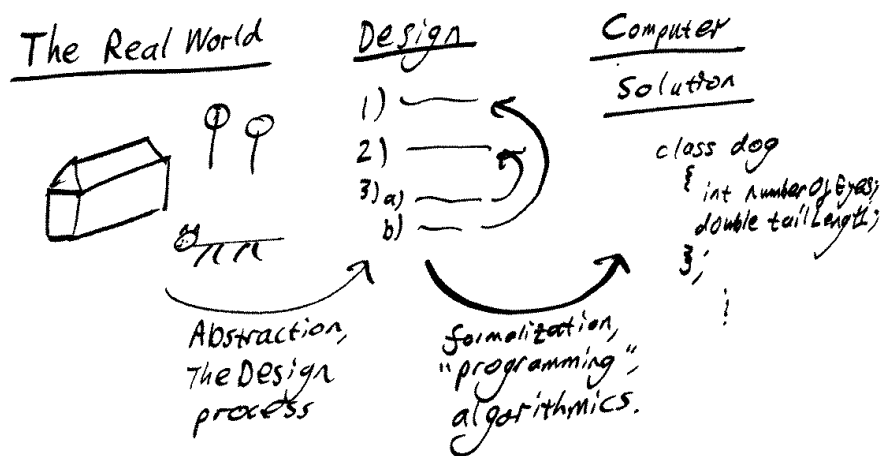 The Real World
Design
Computer
Solution
1)
2)
3) a)
b)
class dog
{ int numberOfEyes;
double tailLength;
};
Abstraction,
The Design
process
formalization,
"programming",
algorithmics.